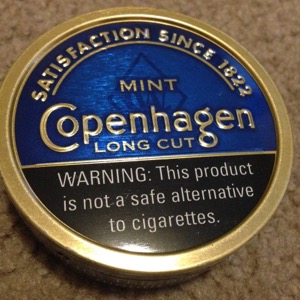 SATISFACTION SINCE 1822
MINT
Copenhagen
LONG CUT
WARNING: This product
is not a safe alternative
to cigarettes.